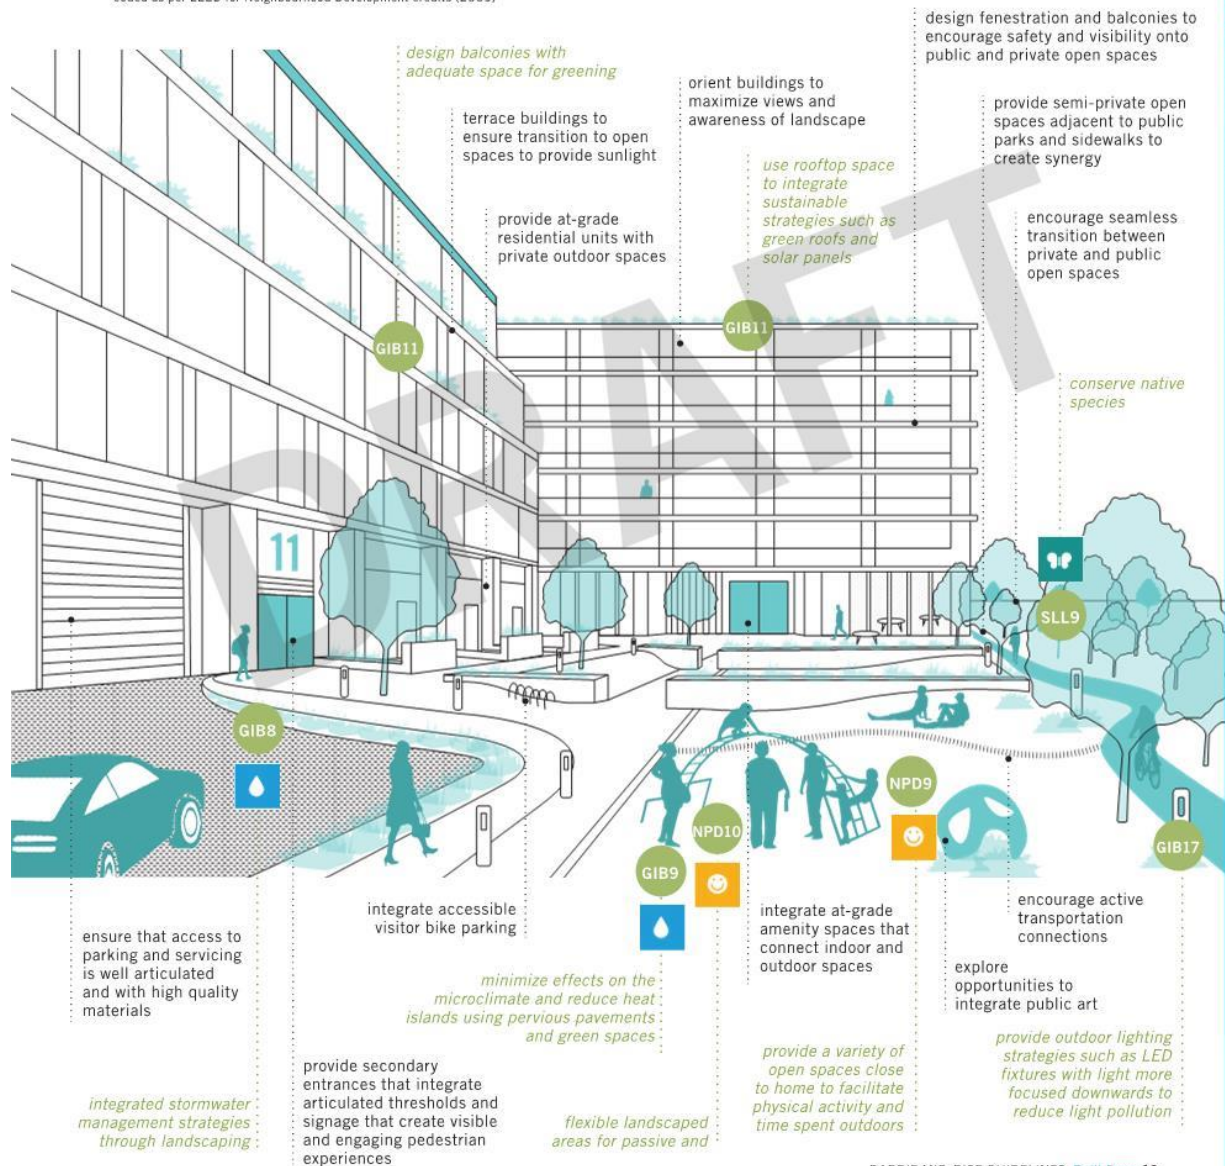 design fenestration and balconies to
encourage safety and visibility onto
public and private open spaces
design balconies with
adequate space for greening
orient buildings to
maximize views and
awareness of landscape
provide semi-private open
spaces adjacent to public
parks and sidewalks to
create synergy
terrace buildings to
ensure transition to open
spaces to provide sunlight
use rooftop space
to integrate
sustainable
strategies such as
green roofs and
solar panels
provide at-grade
residential units with
private outdoor spaces
encourage seamless
transition between
private and public
open spaces
DRAFT
GIB11
GIB11
conserve native
species
11
SLL9
GIB8
NPD9
NPD10
GIB17
GIB9
integrate accessible
visitor bike parking
integrate at-grade
amenity spaces that
connect indoor and
outdoor spaces
encourage active
transportation
connections
ensure that access to
parking and servicing
is well articulated
and with high quality
materials
explore
opportunities to
integrate public art
minimize effects on the
microclimate and reduce heat
islands using pervious pavements
and green spaces
provide a variety of
open spaces close
to home to facilitate
physical activity and
time spent outdoors
provide outdoor lighting
strategies such as LED
fixtures with light more
focused downwards to
reduce light pollution
provide secondary
entrances that integrate
articulated thresholds and
signage that create visible
and engaging pedestrian
experiences
integrated stormwater
management strategies
through landscaping
flexible landscaped
areas for passive and